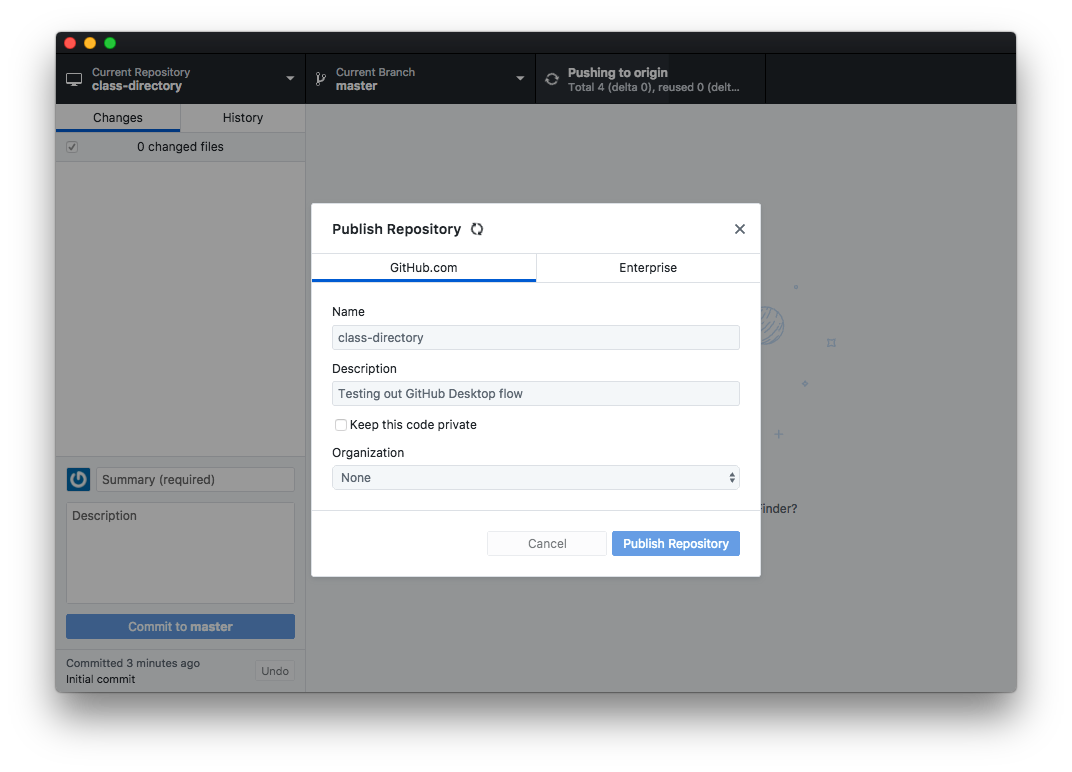 Current Repository
class-directory
Current Branch
master
Pushing to origin
Total 4 (delta 0), reused 0 (delt...
Changes
History
0 changed files
Publish Repository
GitHub.com
Enterprise
Name
class-directory
Description
Testing out GitHub Desktop flow
Keep this code private
Organization
None
Cancel
Publish Repository
Finder?
Summary (required)
Description
Commit to master
Committed 3 minutes ago
Initial commit
Undo